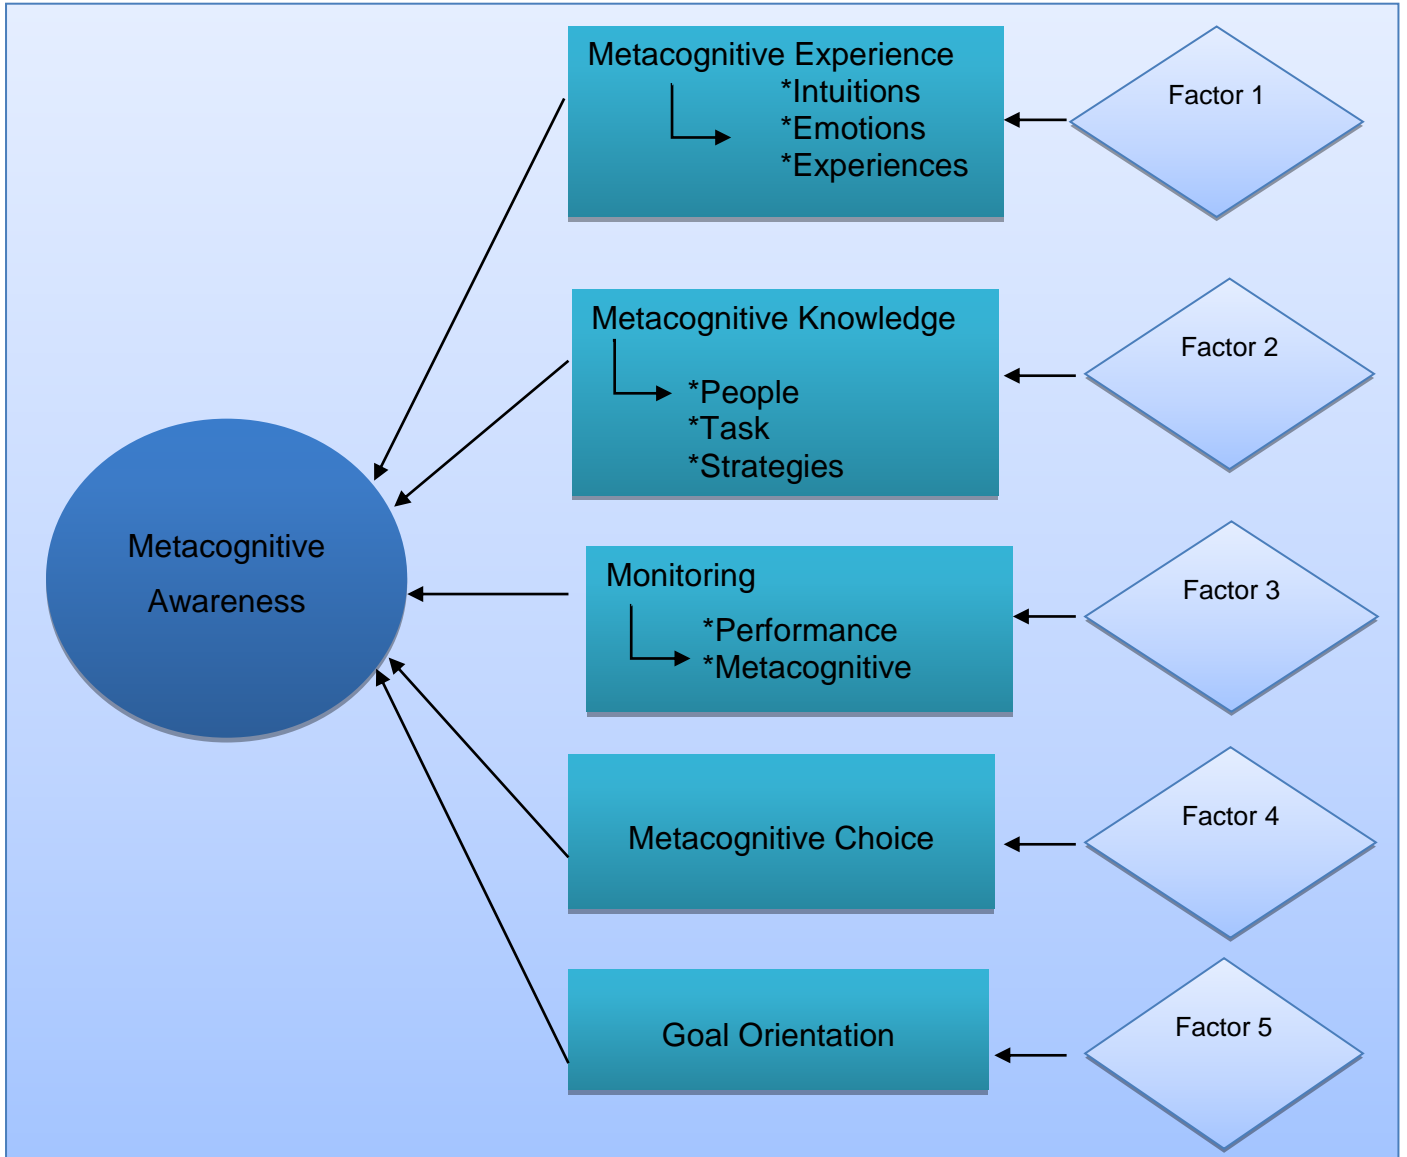 Metacognitive Experience
*Intuitions
*Emotions
*Experiences
Factor 1
Metacognitive Knowledge
*People
*Task
*Strategies
Factor 2
Metacognitive
Awareness
Monitoring
*Performance
*Metacognitive
Factor 3
Metacognitive Choice
Factor 4
Goal Orientation
Factor 5